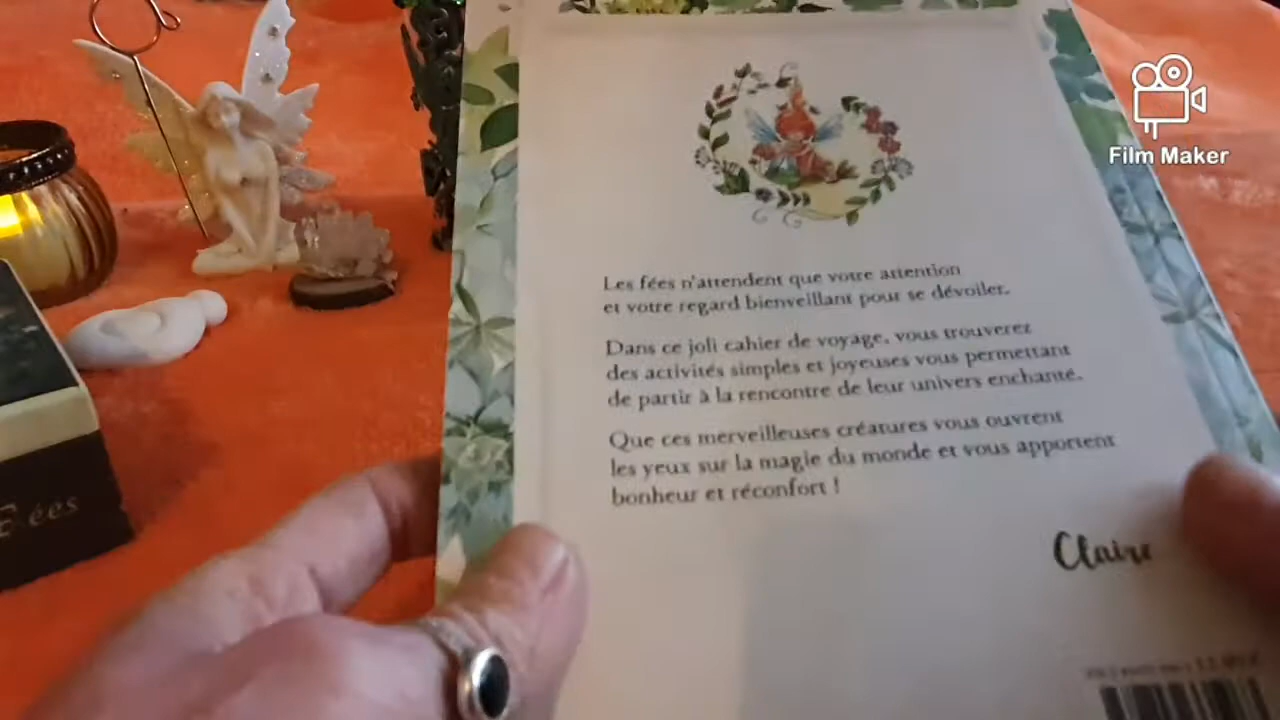 Film Maker
Les fées n'attendent que votre attention
et votre regard bienveillant pour se dévoiler.
Dans ce joli cahier de voyage, vous trouverez
des activités simples et joyeuses vous permettant
de partir à la rencontre de leur univers enchanté.
Que ces merveilleuses créatures vous ouvrent
les yeux sur la magie du monde et vous apportent
bonheur et réconfort !
Claire
Fées